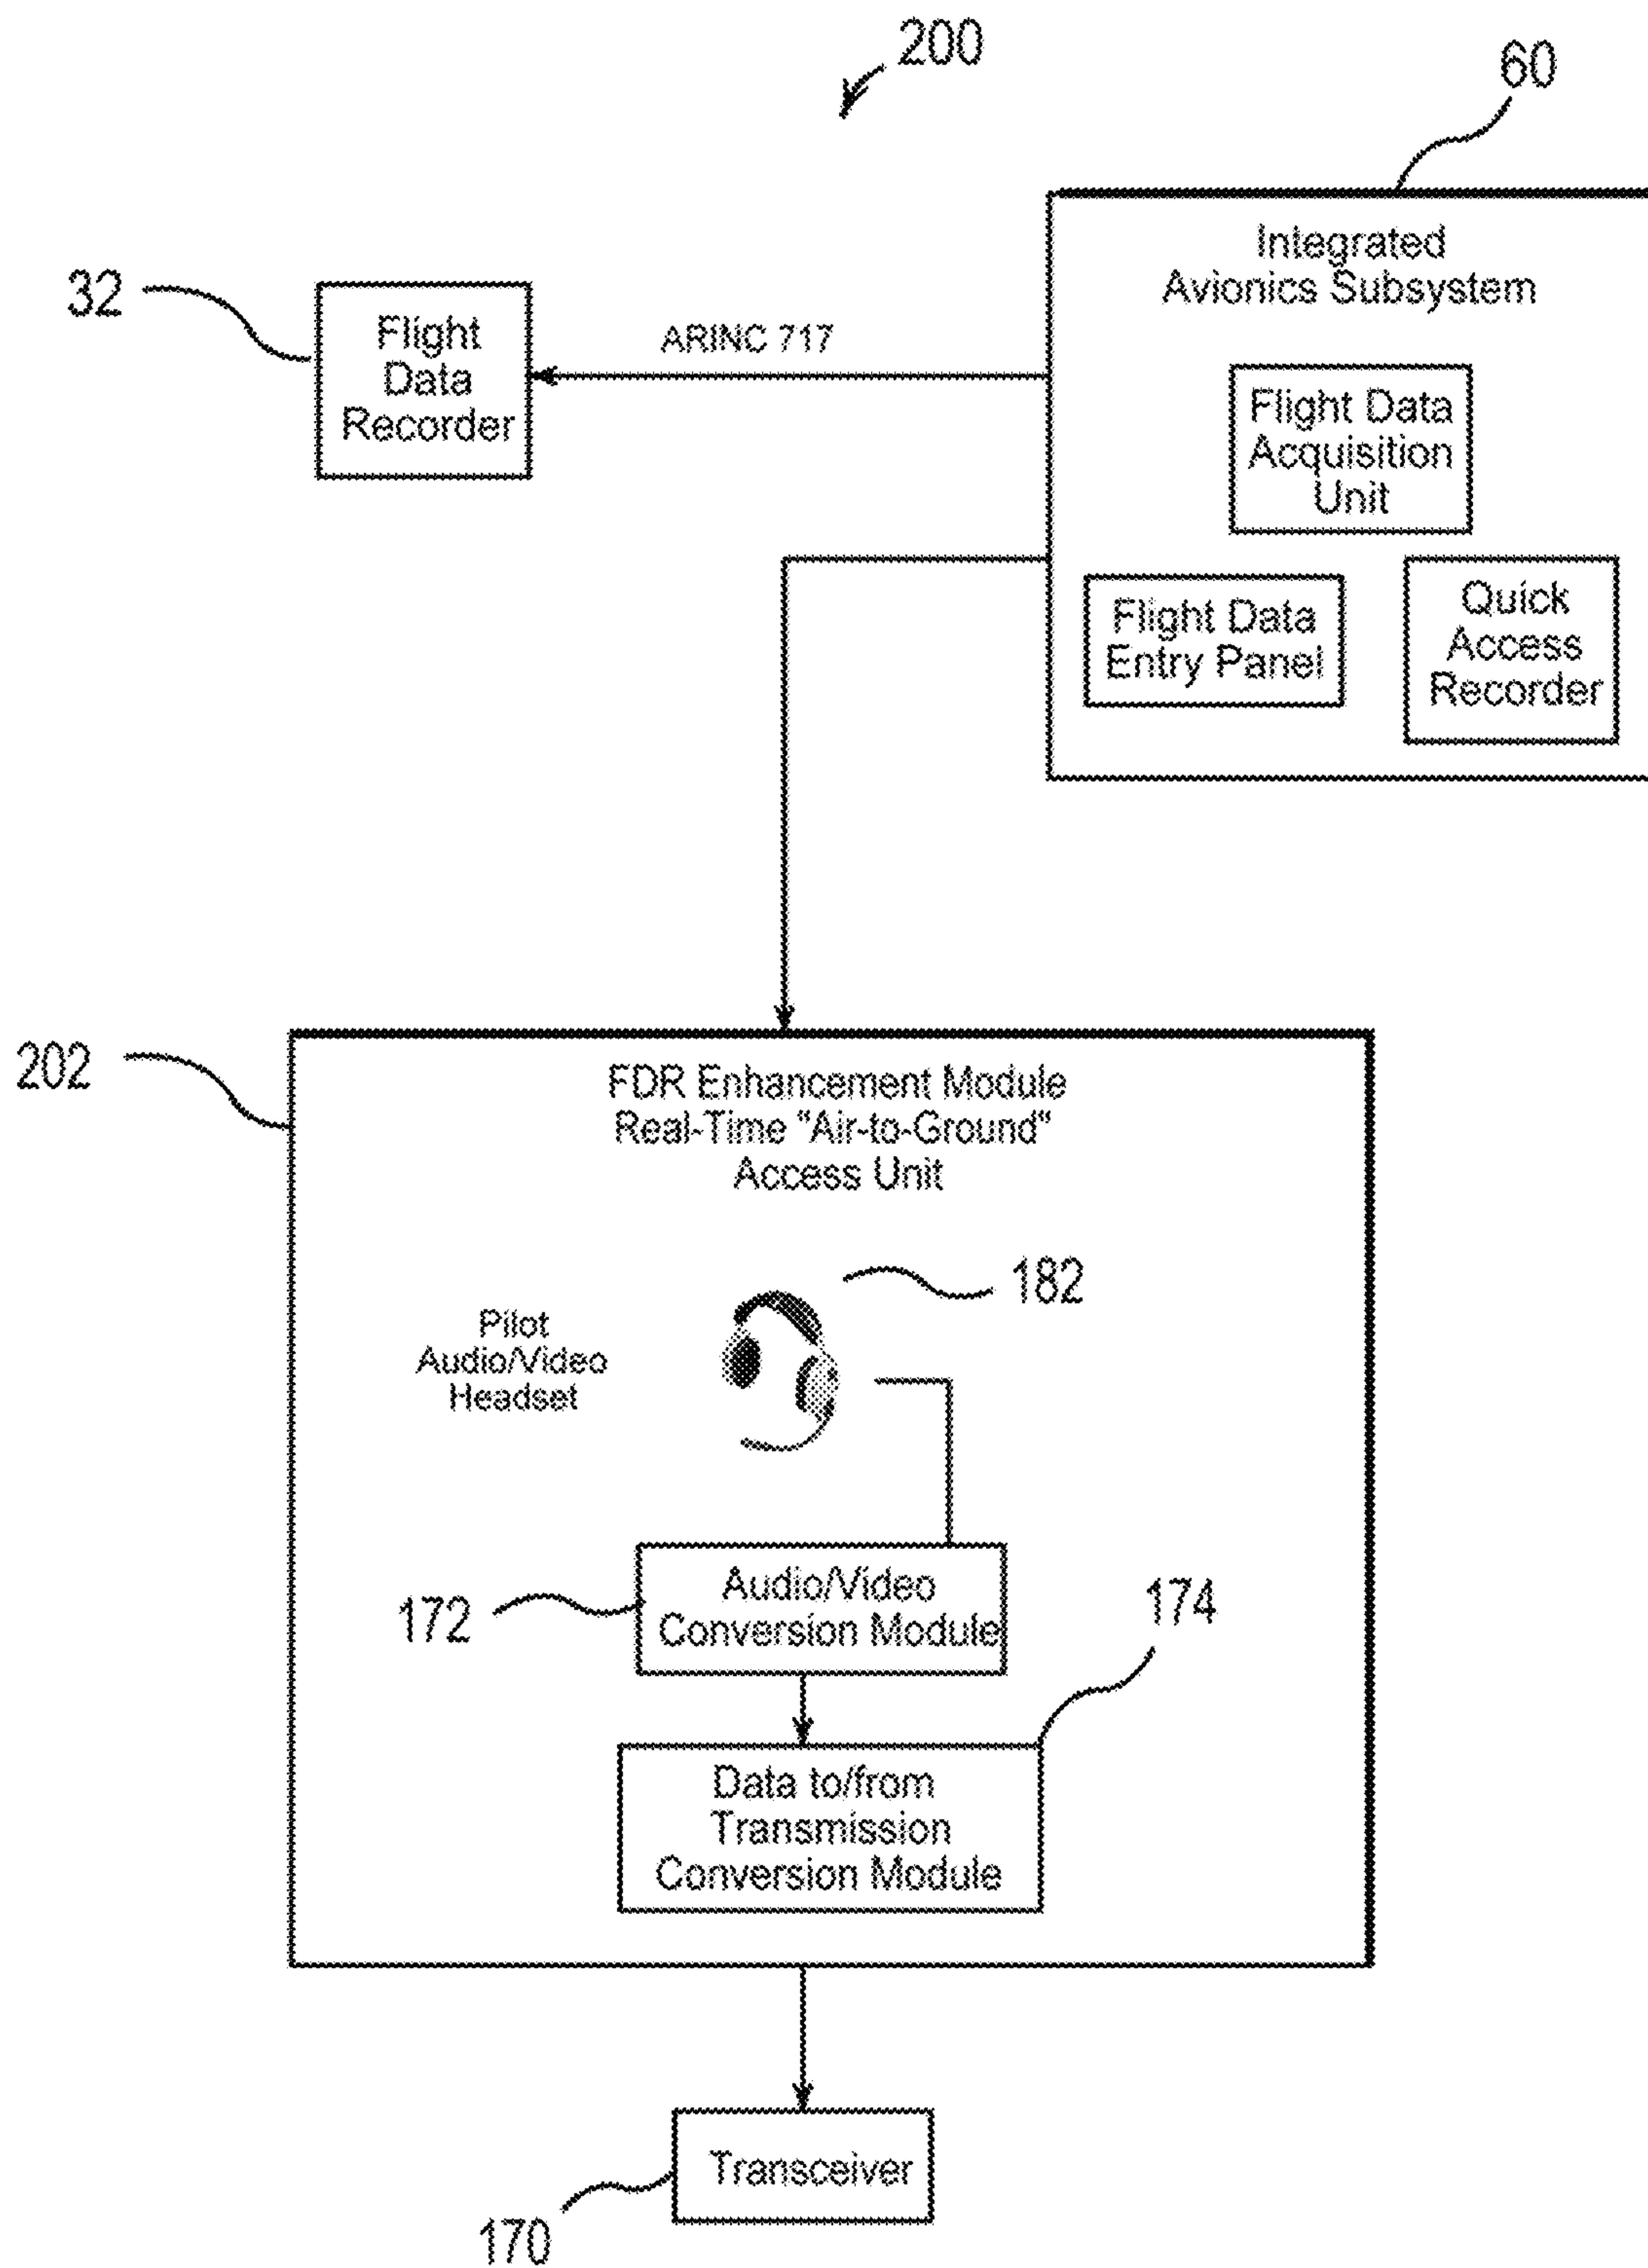 200
60
Integrated
Avionics Subsystem
32
Flight
Data
Recorder
ARINC 717
Flight Data
Acquisition
Unit
Flight Data
Entry Panel
Quick
Access
Recorder
202
FDR Enhancement Module
Real-Time "Air-to-Ground"
Access Unit
182
Pilot
Audio/Video
Headset
172
Audio/Video
Conversion Module
174
Data to/from
Transmission
Conversion Module
Transceiver
170